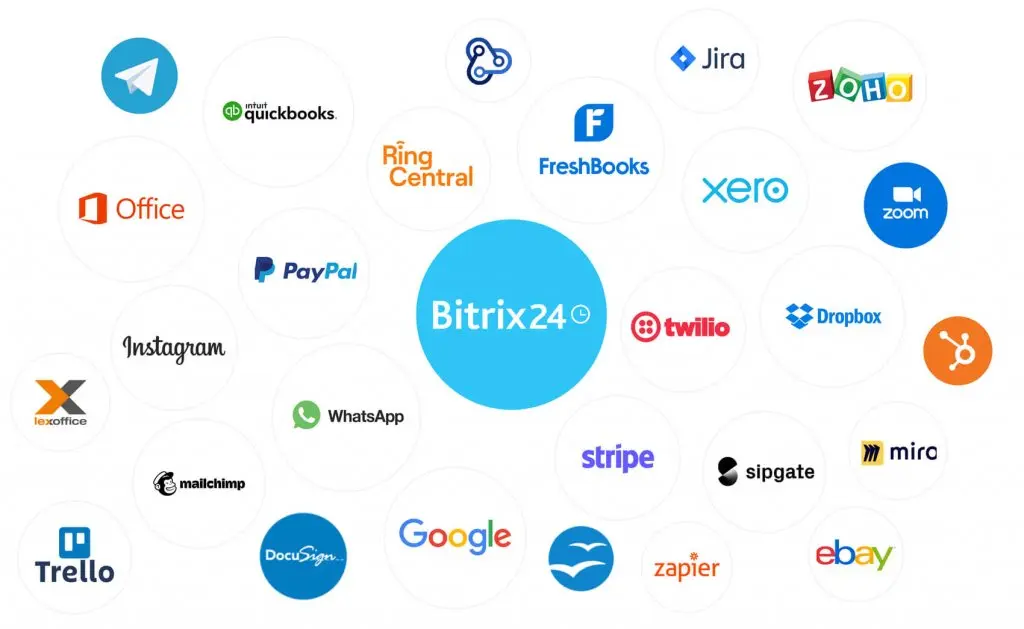 Jira
ZOHO
intuit
quickbooks.
Ring
Central
F
FreshBooks
xero
zoom
Office
PayPal
Bitrix24
twilio
Dropbox
Instagram
lexoffice
WhatsApp
stripe
sipgate
miro
mailchimp
Trello
DocuSign
Google
zapier
ebay
qb